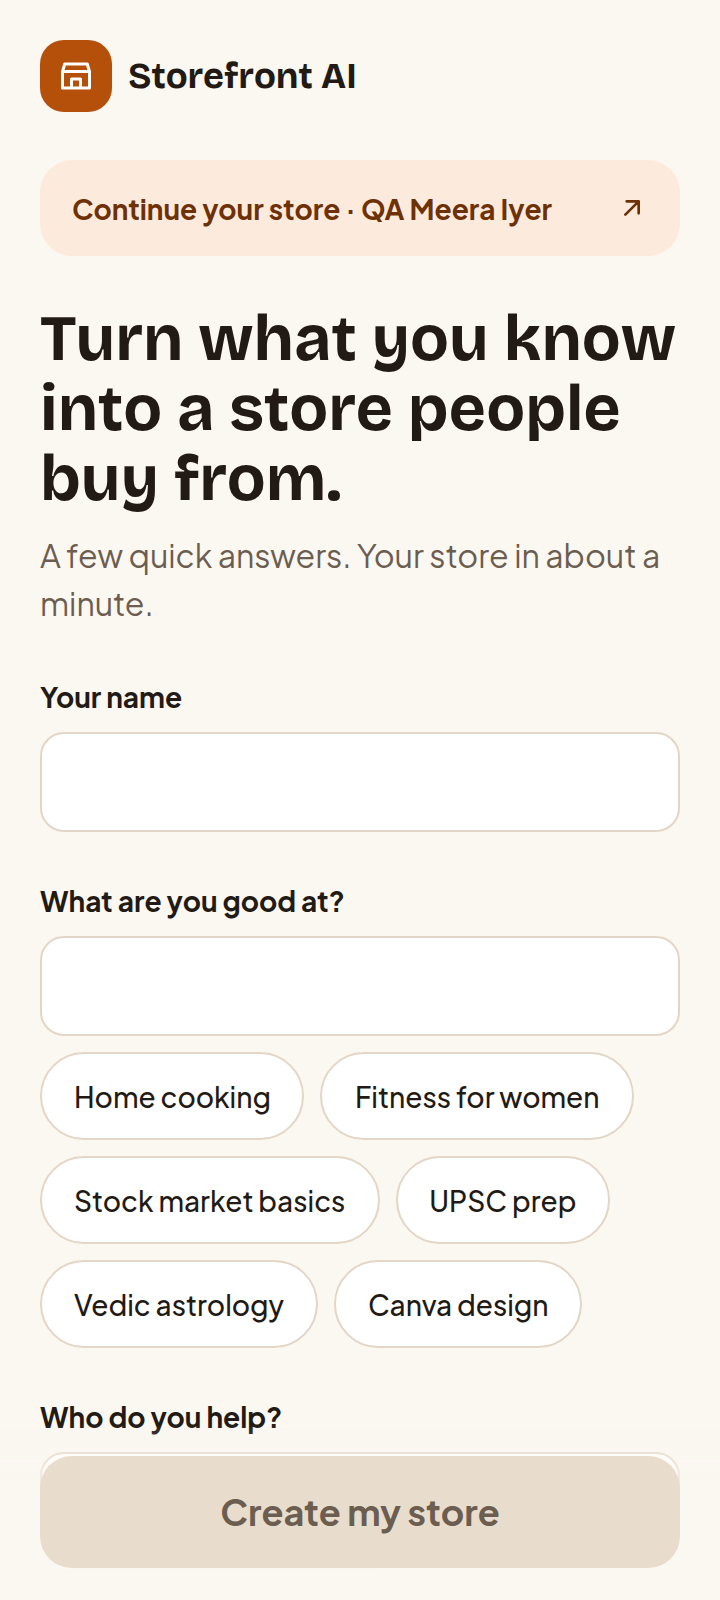 Storefront AI
Continue your store · QA Meera Iyer
Turn what you know
into a store people
buy from.
A few quick answers. Your store in about a
minute.
Your name
What are you good at?
Home cooking
Fitness for women
Stock market basics
UPSC prep
Vedic astrology
Canva design
Who do you help?
Create my store